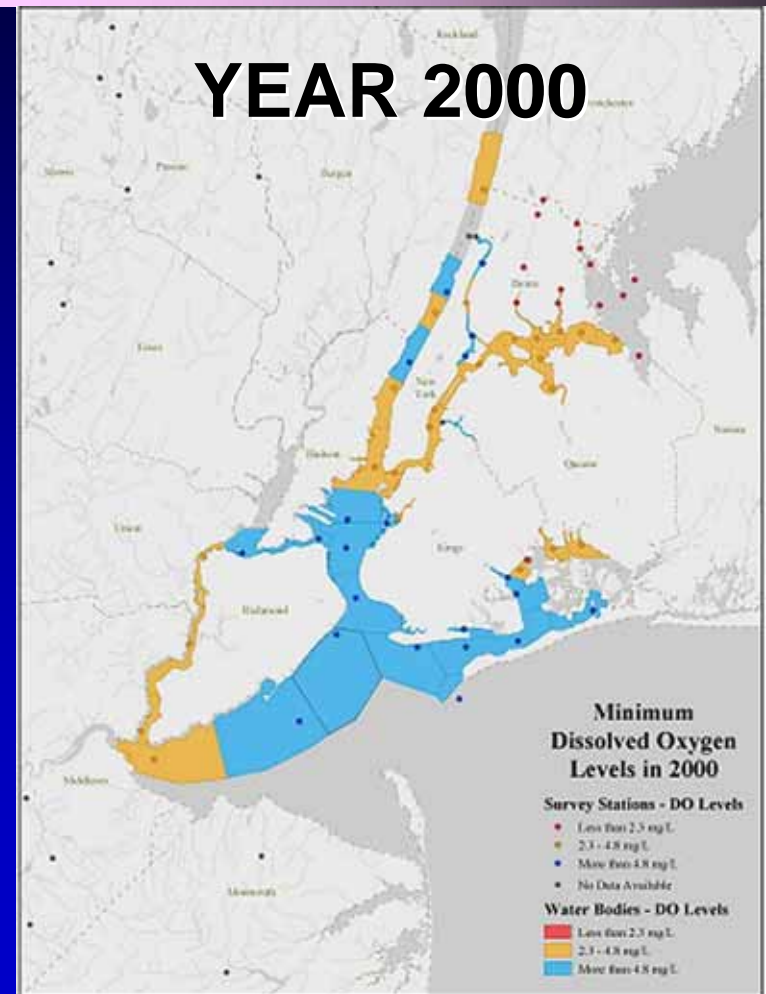 YEAR 2000
Rockland
Westchester
Morris
Passaic
Bergen
Bronx
Essex
New
York
Nassau
Hudson
Queens
Union
Kings
Richmond
Middlesex
Monmouth
Minimum
Dissolved Oxygen
Levels in 2000
Survey Stations - DO Levels
Less than 2.3 mg/L
2.3 - 4.8 mg/L
More than 4.8 mg/L
No Data Available
Water Bodies - DO Levels
Less than 2.3 mg/L
2.3 - 4.8 mg/L
More than 4.8 mg/L